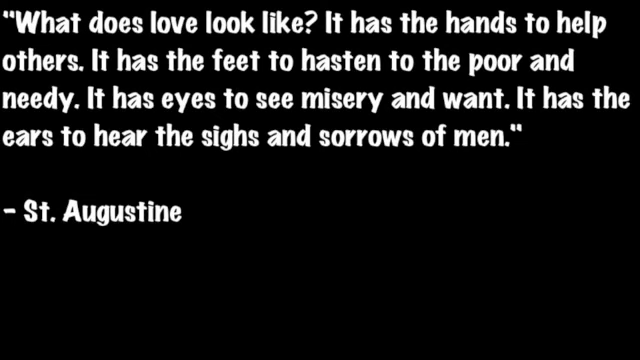 "What does love look like? It has the hands to help
others. It has the feet to hasten to the poor and
needy. It has eyes to see misery and want. It has the
ears to hear the sighs and sorrows of men."
- St. Augustine